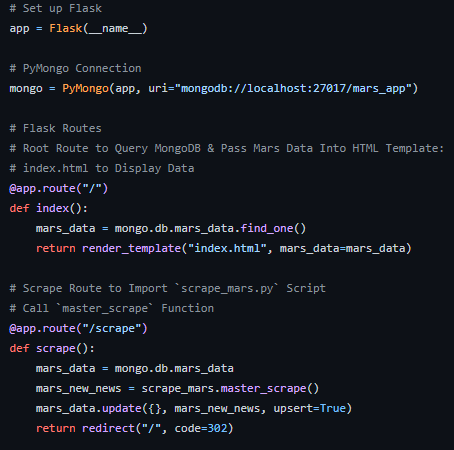 # Set up Flask
app = Flask(__name__)
# PyMongo Connection
mongo = PyMongo(app, uri="mongodb://localhost:27017/mars_app")
# Flask Routes
# Root Route to Query MongoDB & Pass Mars Data Into HTML Template:
# index.html to Display Data
@app.route("/")
def index():
    mars_data = mongo.db.mars_data.find_one()
    return render_template("index.html", mars_data=mars_data)
# Scrape Route to Import `scrape_mars.py` Script
# Call `master_scrape` Function
@app.route("/scrape")
def scrape():
    mars_data = mongo.db.mars_data
    mars_new_news = scrape_mars.master_scrape()
    mars_data.update({}, mars_new_news, upsert=True)
    return redirect("/", code=302)